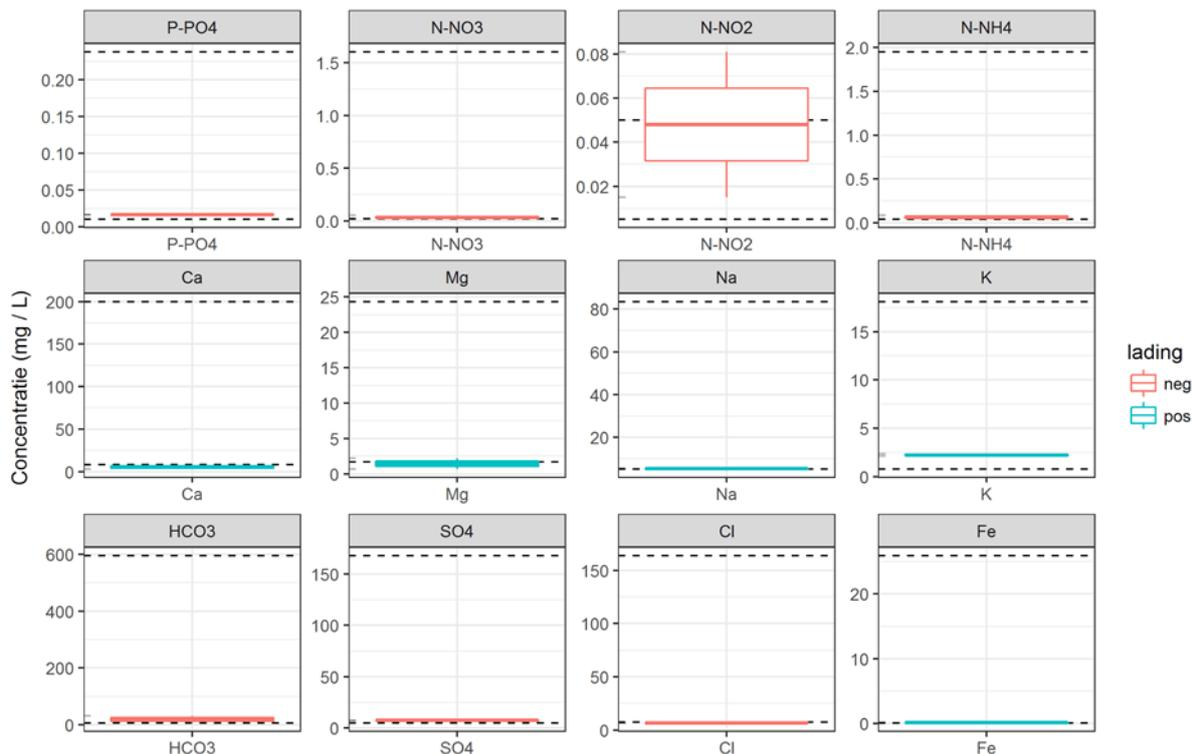 P-PO4 N-NO3 N-NO2 N-NH4
0.20 0.15 0.10 0.05 0.00
1.5 1.0 0.5 0.0
0.08 0.06 0.04 0.02
2.0 1.5 1.0 0.5 0.0
P-PO4 N-NO3 N-NO2 N-NH4
Concentratie (mg / L)
Ca Mg Na K
200 150 100 50 0
25 20 15 10 5 0
80 60 40 20
15 10 5 0
Ca Mg Na K
HCO3 SO4 Cl Fe
600 400 200 0
150 100 50 0
150 100 50 0
20 10 0
HCO3 SO4 Cl Fe
lading
neg
pos